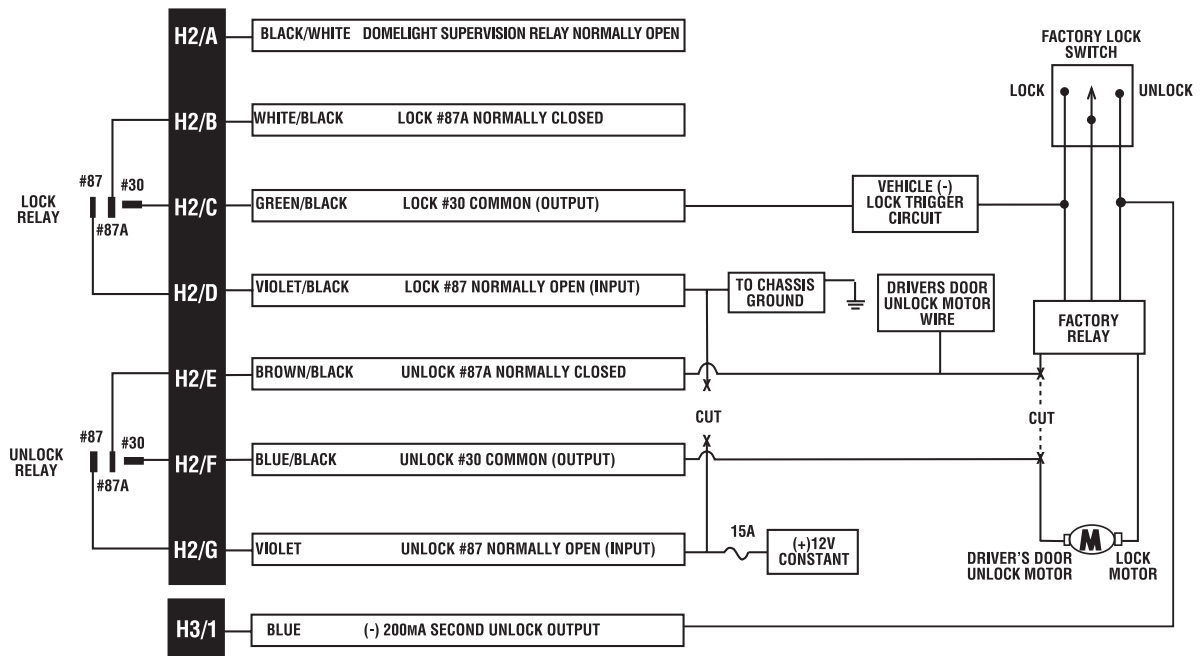 H2/A
BLACK/WHITE DOMELIGHT SUPERVISION RELAY NORMALLY OPEN
FACTORY LOCK
SWITCH
LOCK
UNLOCK
H2/B
WHITE/BLACK LOCK #87A NORMALLY CLOSED
#87
#30
LOCK
RELAY
#87A
H2/C
GREEN/BLACK LOCK #30 COMMON (OUTPUT)
VEHICLE (-)
LOCK TRIGGER
CIRCUIT
H2/D
VIOLET/BLACK LOCK #87 NORMALLY OPEN (INPUT)
TO CHASSIS
GROUND
DRIVERS DOOR
UNLOCK MOTOR
WIRE
FACTORY
RELAY
H2/E
BROWN/BLACK UNLOCK #87A NORMALLY CLOSED
X
CUT
X
X
CUT
X
#87
#30
UNLOCK
RELAY
#87A
H2/F
BLUE/BLACK UNLOCK #30 COMMON (OUTPUT)
H2/G
VIOLET UNLOCK #87 NORMALLY OPEN (INPUT)
15A
(+)12V
CONSTANT
M
DRIVER'S DOOR
UNLOCK MOTOR
LOCK
MOTOR
H3/1
BLUE (-) 200MA SECOND UNLOCK OUTPUT